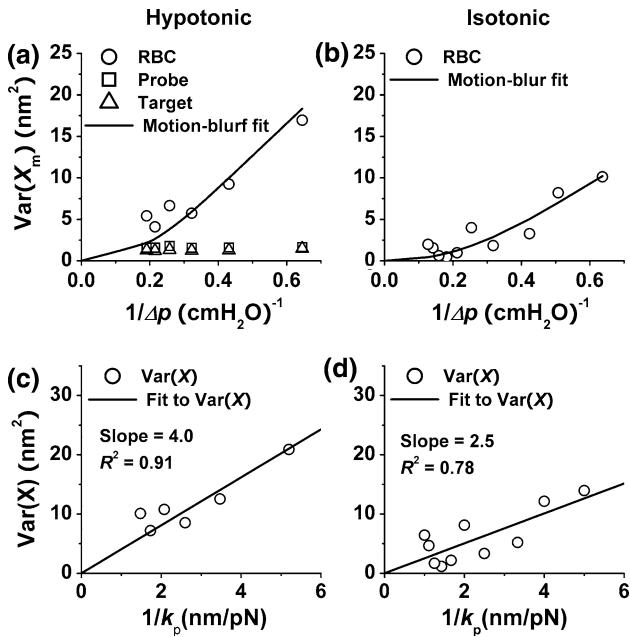 Hypotonic
Isotonic
(a)
RBC
Probe
Target
Motion-blurf fit
Var(Xm) (nm²)
25
20
15
10
5
0
0.0 0.2 0.4 0.6
1/Δp (cmH₂O)⁻¹
(b)
RBC
Motion-blur fit
25
20
15
10
5
0
0.0 0.2 0.4 0.6
1/Δp (cmH₂O)⁻¹
(c)
Var(X)
Fit to Var(X)
Slope = 4.0
R² = 0.91
Var(X) (nm²)
30
20
10
0
0 2 4 6
1/kp(nm/pN)
(d)
Var(X)
Fit to Var(X)
Slope = 2.5
R² = 0.78
30
20
10
0
0 2 4 6
1/kp(nm/pN)